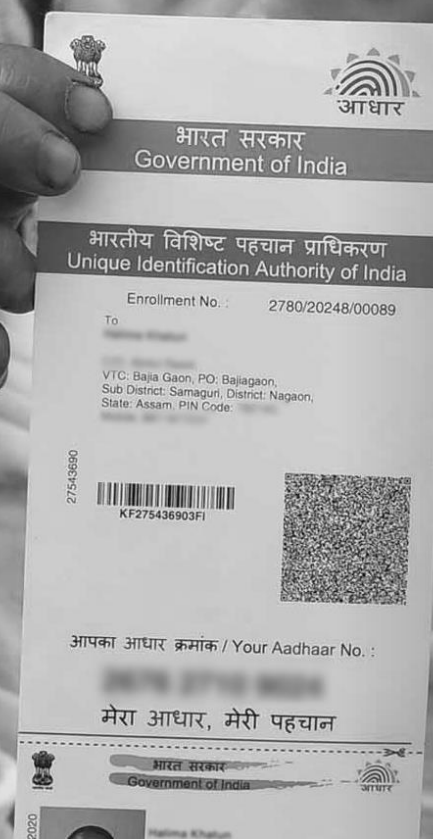 आधार
भारत सरकार
Government of India
भारतीय विशिष्ट पहचान प्राधिकरण
Unique Identification Authority of India
Enrollment No. : 2780/20248/00089
To
VTC: Bajia Gaon, PO: Bajiagaon,
Sub District: Samaguri, District: Nagaon,
State: Assam, PIN Code:
27543690
KF275436903FI
आपका आधार क्रमांक / Your Aadhaar No. :
मेरा आधार, मेरी पहचान
भारत सरकार
Government of India
आधार
2020